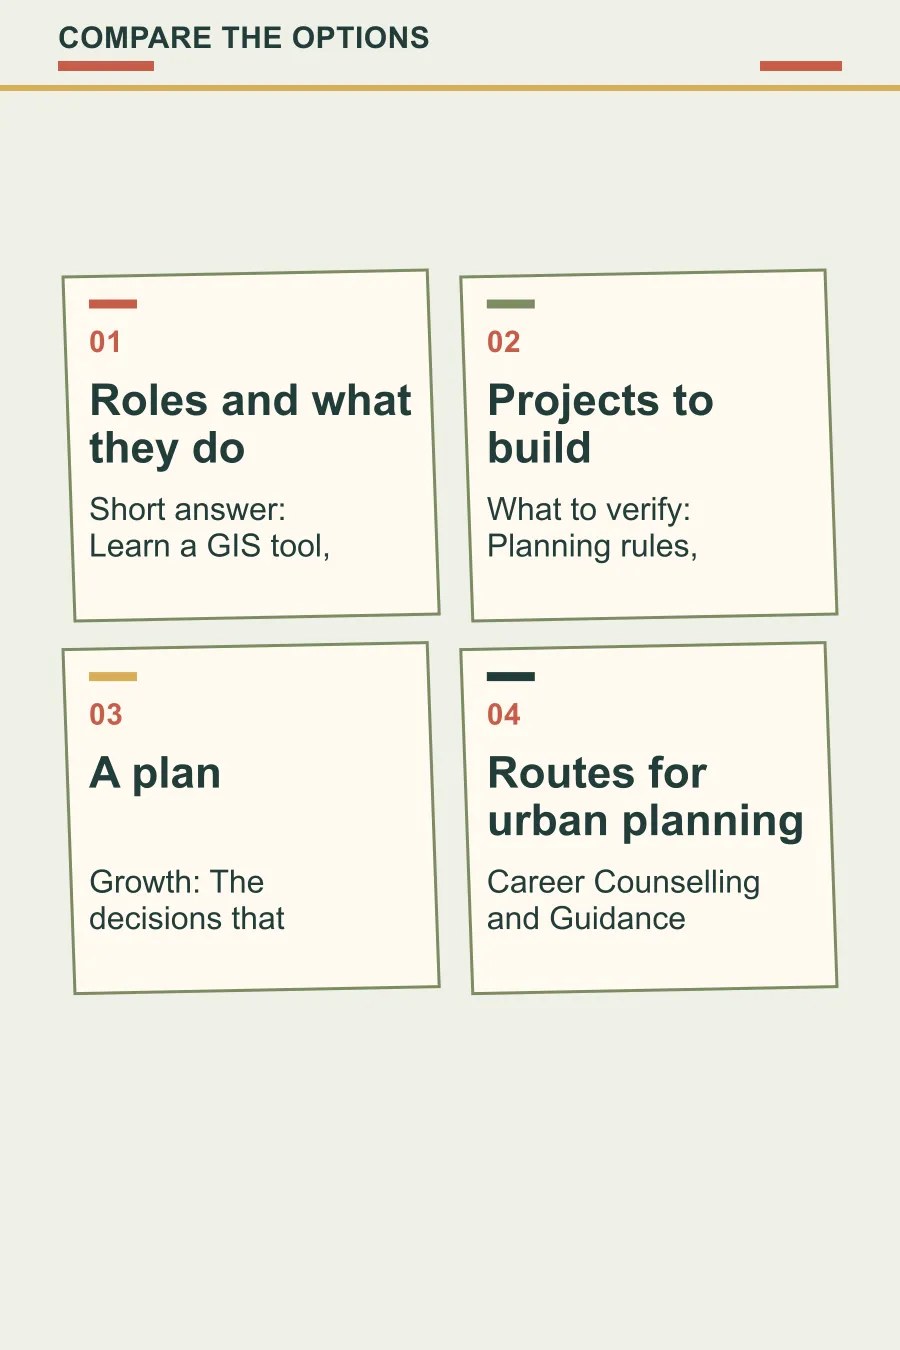 COMPARE THE OPTIONS
01
Roles and what
they do
Short answer:
Learn a GIS tool,
02
Projects to
build
What to verify:
Planning rules,
03
A plan
Growth: The
decisions that
04
Routes for
urban planning
Career Counselling
and Guidance